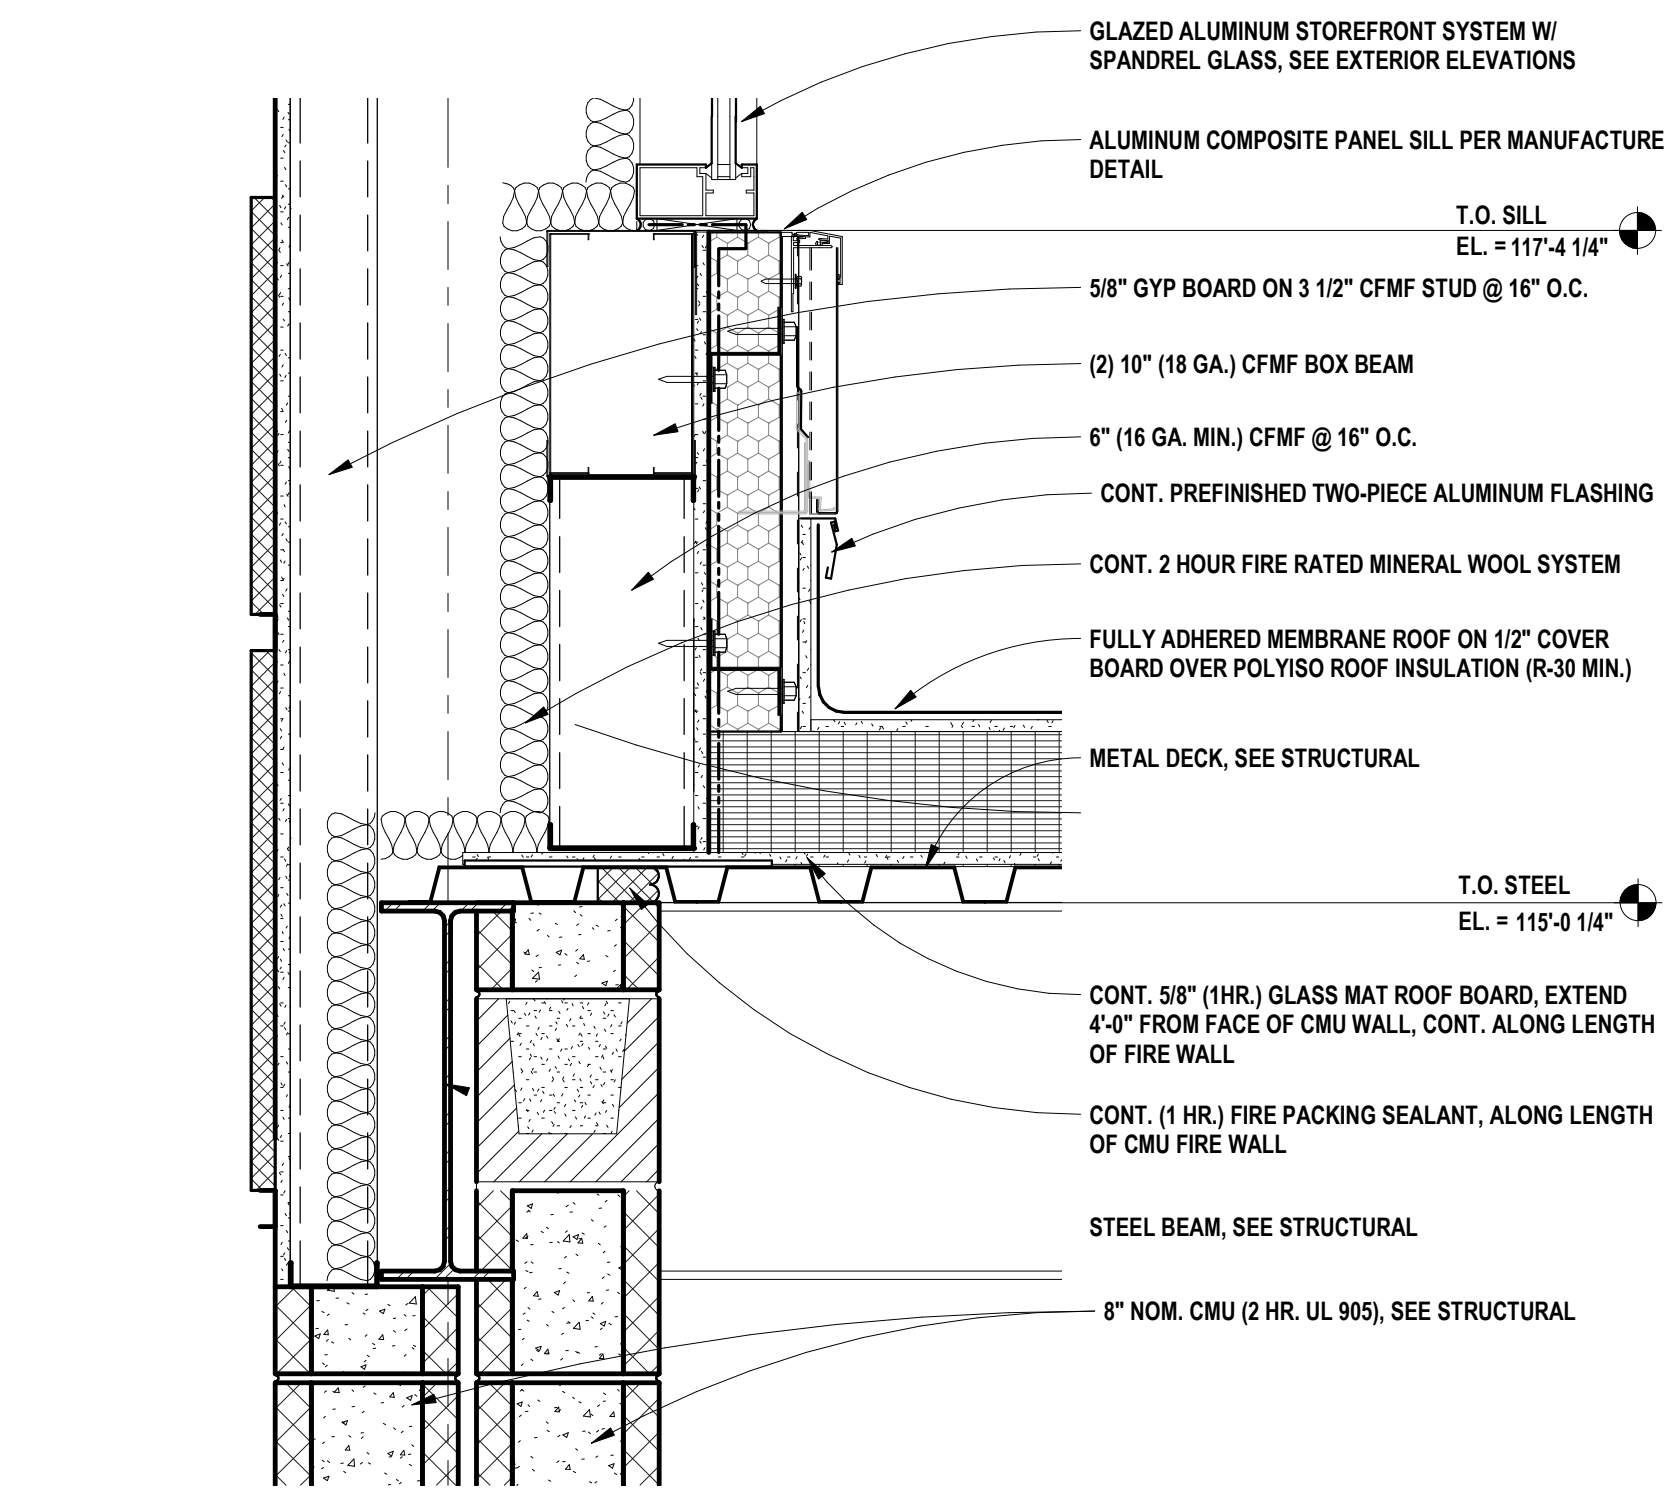 GLAZED ALUMINUM STOREFRONT SYSTEM W/
SPANDREL GLASS, SEE EXTERIOR ELEVATIONS
ALUMINUM COMPOSITE PANEL SILL PER MANUFACTURE
DETAIL
T.O. SILL
EL. = 117'-4 1/4"
5/8" GYP BOARD ON 3 1/2" CFMF STUD @ 16" O.C.
(2) 10" (18 GA.) CFMF BOX BEAM
6" (16 GA. MIN.) CFMF @ 16" O.C.
CONT. PREFINISHED TWO-PIECE ALUMINUM FLASHING
CONT. 2 HOUR FIRE RATED MINERAL WOOL SYSTEM
FULLY ADHERED MEMBRANE ROOF ON 1/2" COVER
BOARD OVER POLYISO ROOF INSULATION (R-30 MIN.)
METAL DECK, SEE STRUCTURAL
T.O. STEEL
EL. = 115'-0 1/4"
CONT. 5/8" (1HR.) GLASS MAT ROOF BOARD, EXTEND
4'-0" FROM FACE OF CMU WALL, CONT. ALONG LENGTH
OF FIRE WALL
CONT. (1 HR.) FIRE PACKING SEALANT, ALONG LENGTH
OF CMU FIRE WALL
STEEL BEAM, SEE STRUCTURAL
8" NOM. CMU (2 HR. UL 905), SEE STRUCTURAL